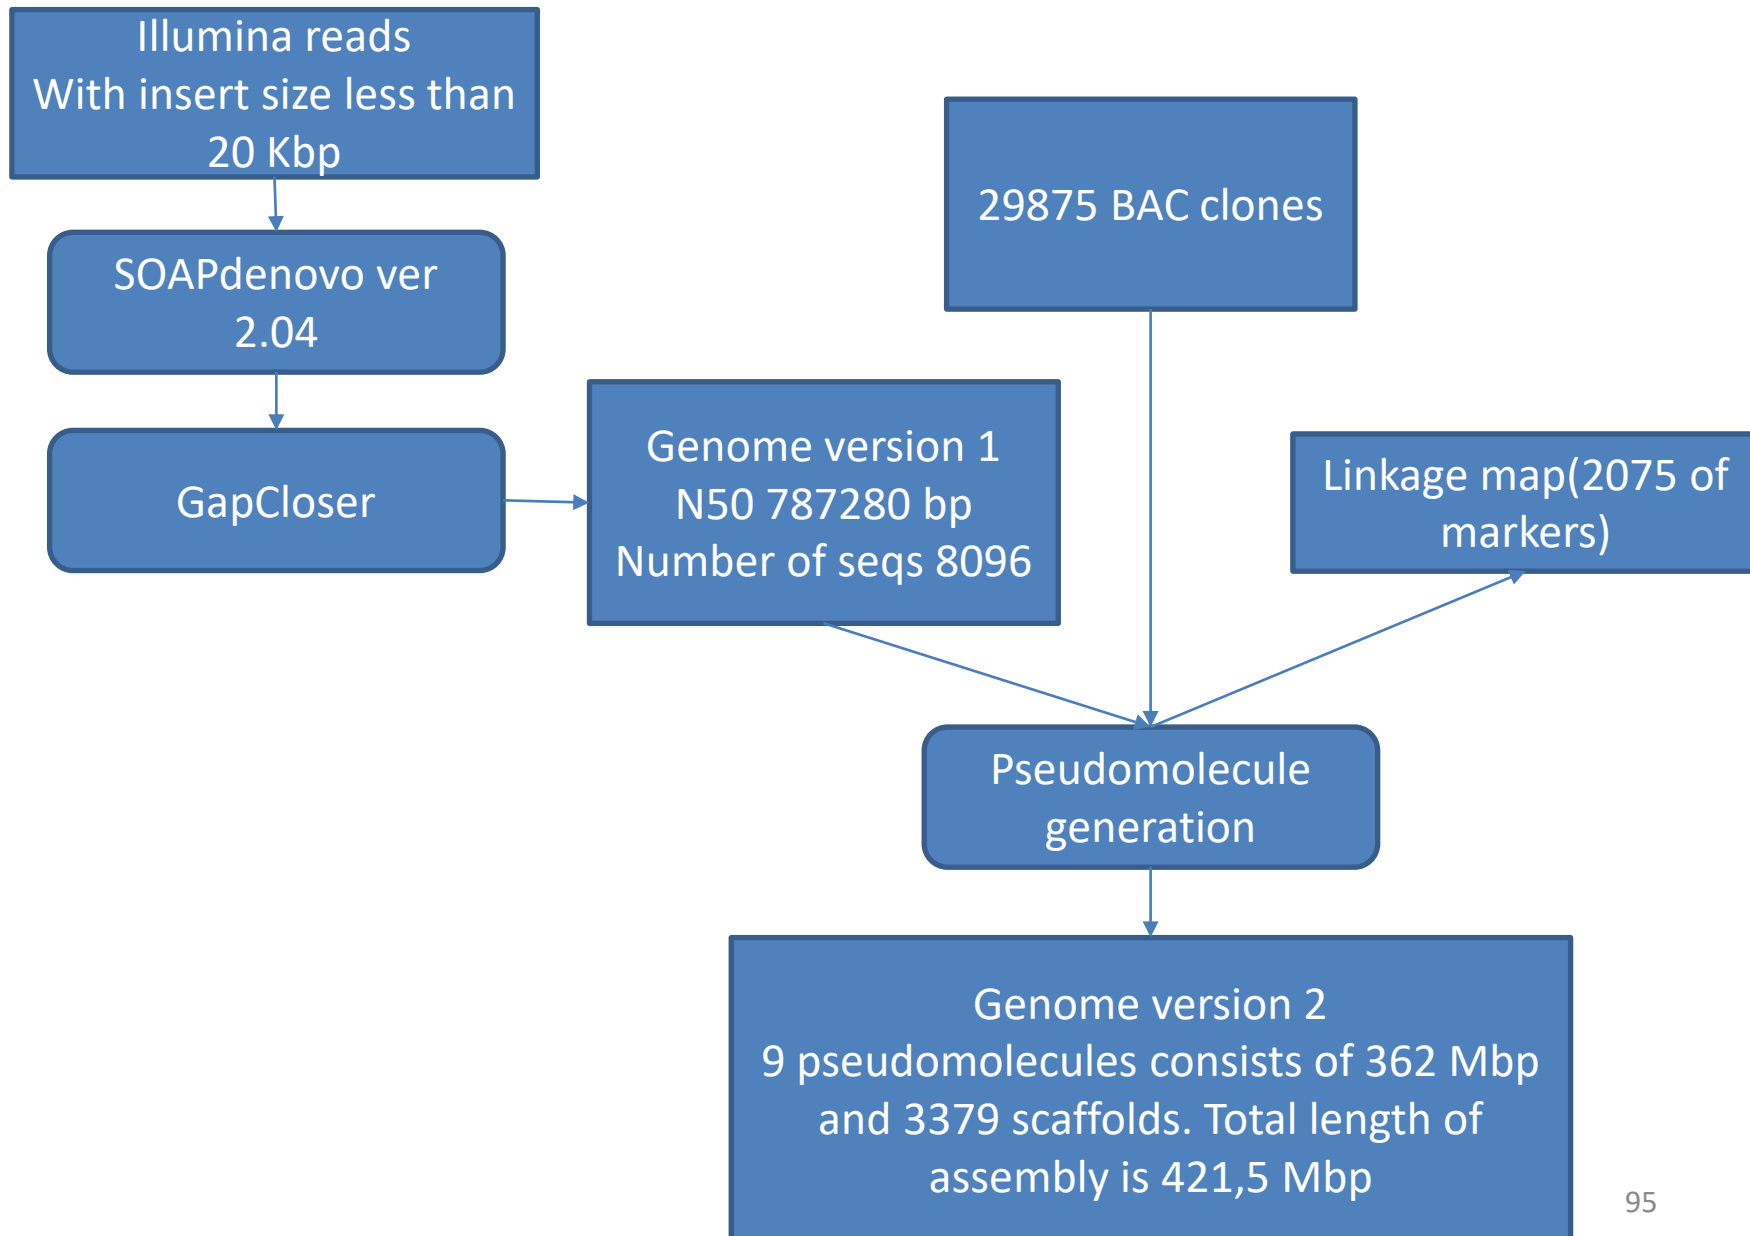 Illumina reads
With insert size less than
20 Kbp
SOAPdenovo ver
2.04
GapCloser
Genome version 1
N50 787280 bp
Number of seqs 8096
29875 BAC clones
Linkage map(2075 of
markers)
Pseudomolecule
generation
Genome version 2
9 pseudomolecules consists of 362 Mbp
and 3379 scaffolds. Total length of
assembly is 421,5 Mbp
95